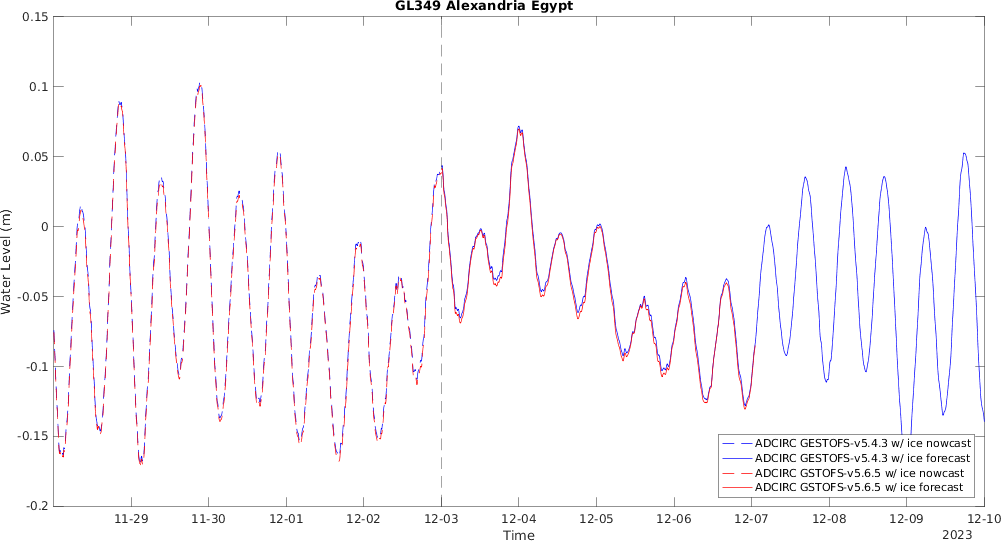 GL349 Alexandria Egypt
0.15
0.1
0.05
0
-0.05
-0.1
-0.15
-0.2
Water Level (m)
11-29 11-30 12-01 12-02 12-03 12-04 12-05 12-06 12-07 12-08 12-09 12-10
Time
2023
ADCIRC GESTOFS-v5.4.3 w/ ice nowcast
ADCIRC GESTOFS-v5.4.3 w/ ice forecast
ADCIRC GSTOFS-v5.6.5 w/ ice nowcast
ADCIRC GSTOFS-v5.6.5 w/ ice forecast